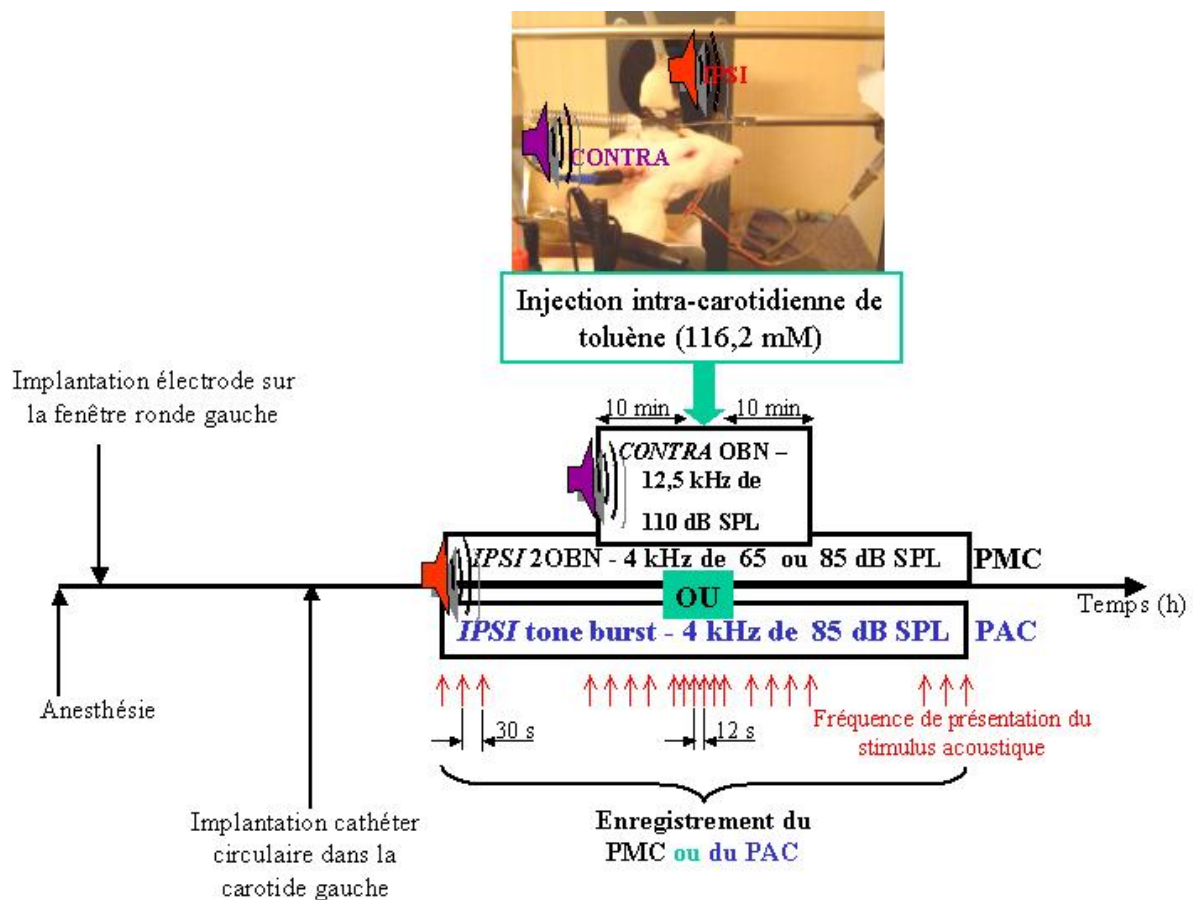 IPSI
CONTRA
Injection intra-carotidienne de
toluène (116,2 mM)
Implantation électrode sur
la fenêtre ronde gauche
10 min
10 min
CONTRA OBN –
12,5 kHz de
110 dB SPL
IPSI 2OBN - 4 kHz de 65 ou 85 dB SPL
PMC
OU
Temps (h)
IPSI tone burst - 4 kHz de 85 dB SPL
PAC
Anesthésie
30 s
12 s
Fréquence de présentation du
stimulus acoustique
Implantation cathéter
circulaire dans la
carotide gauche
Enregistrement du
PMC ou du PAC